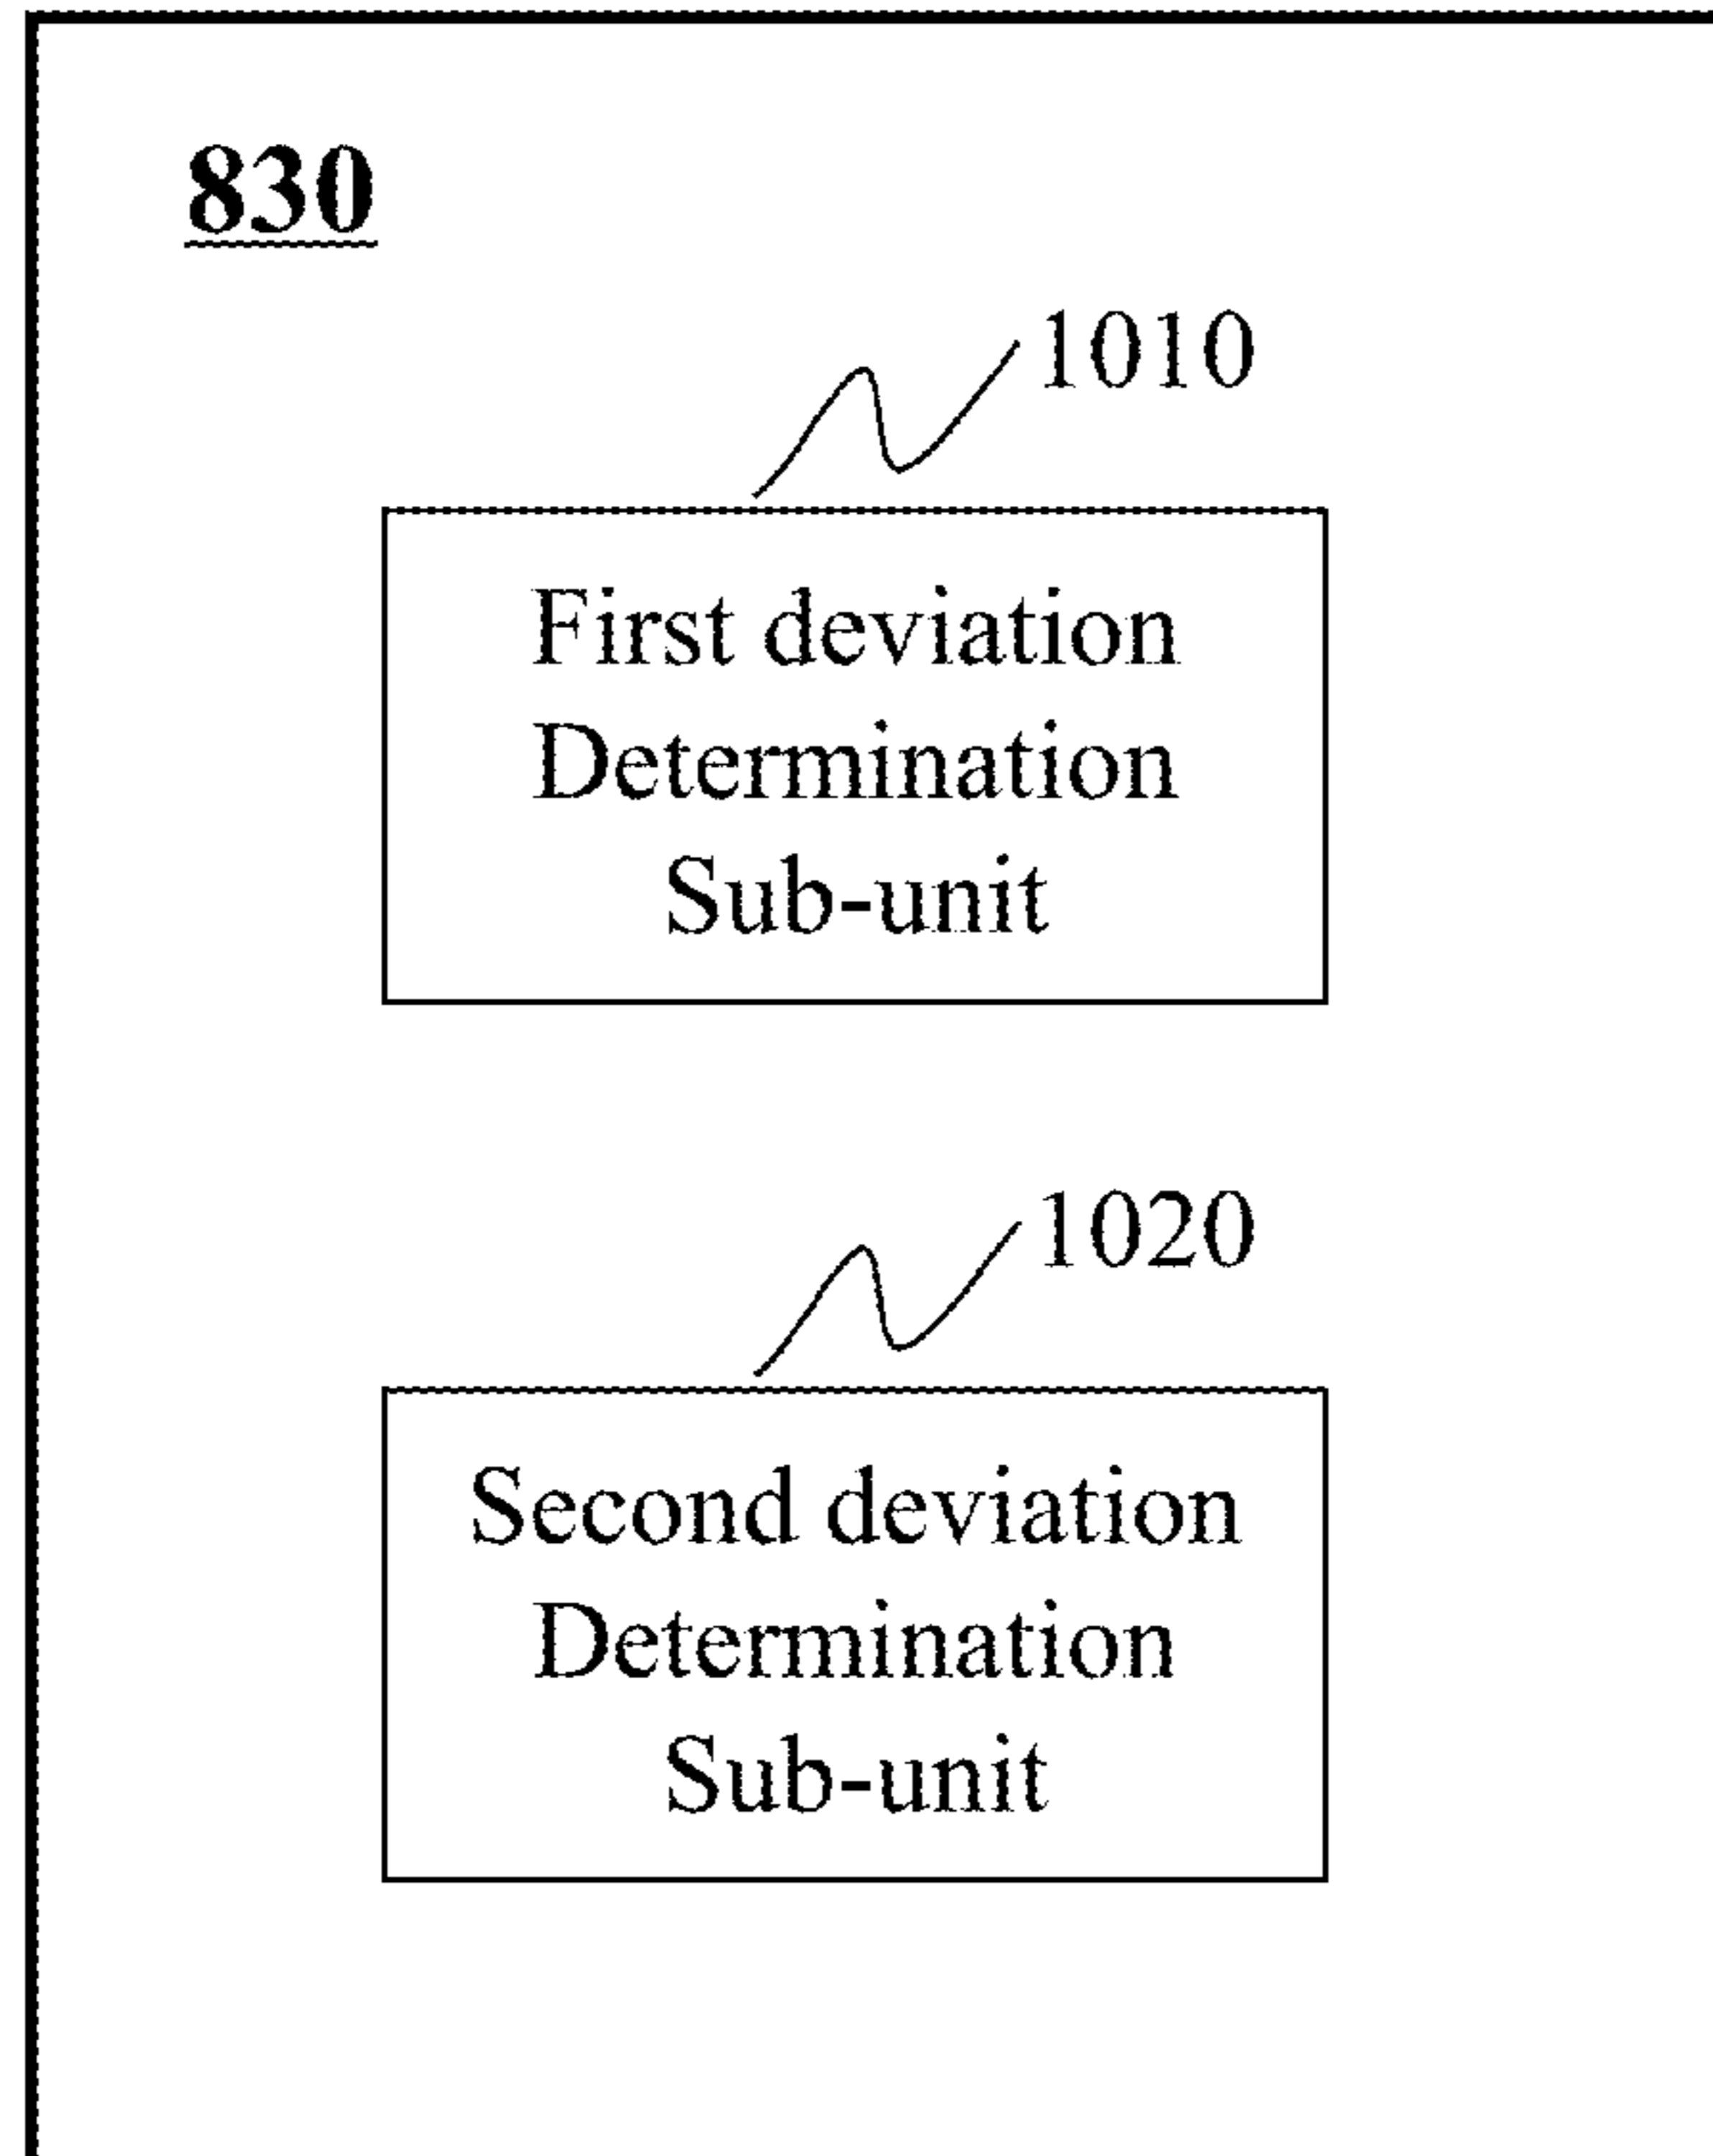 830
1010
First deviation
Determination
Sub-unit
1020
Second deviation
Determination
Sub-unit